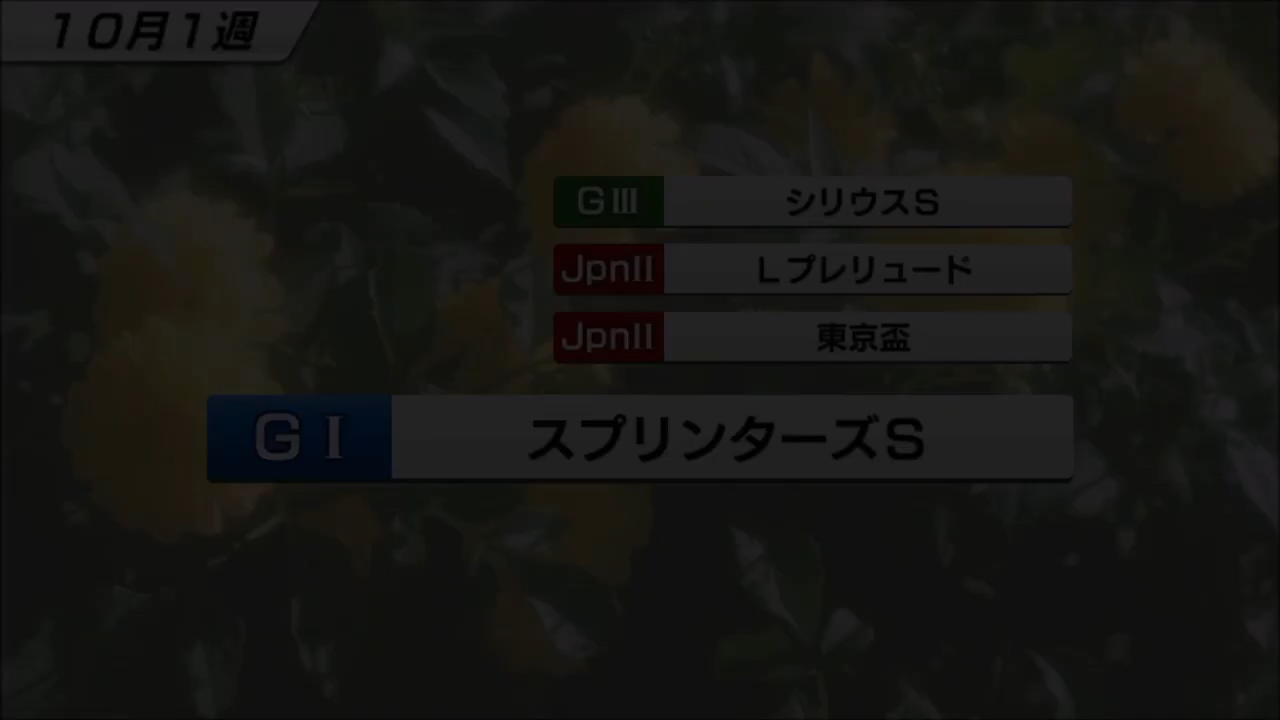 10月1週
GⅢ シリウスS
JpnII Lプレリュード
JpnII 東京盃
GⅠ スプリンターズS